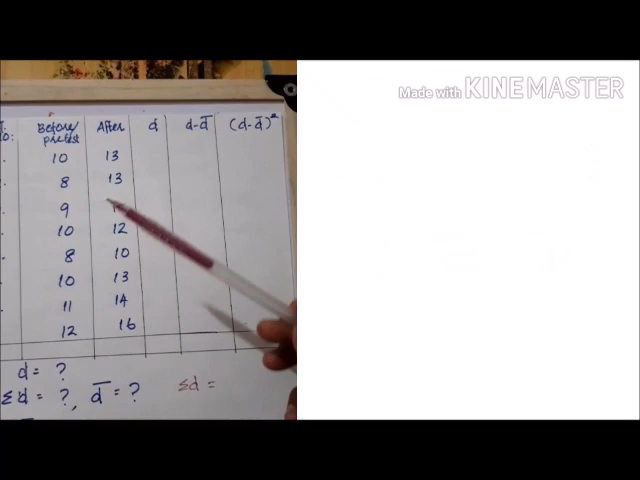 Made with KINEMASTER
Before/ pretest After d d-d̅ (d-d̅)²
10 13
8 13
9
10 12
8 10
10 13
11 14
12 16
d = ?
Σd = ?, d̅ = ? Σd =